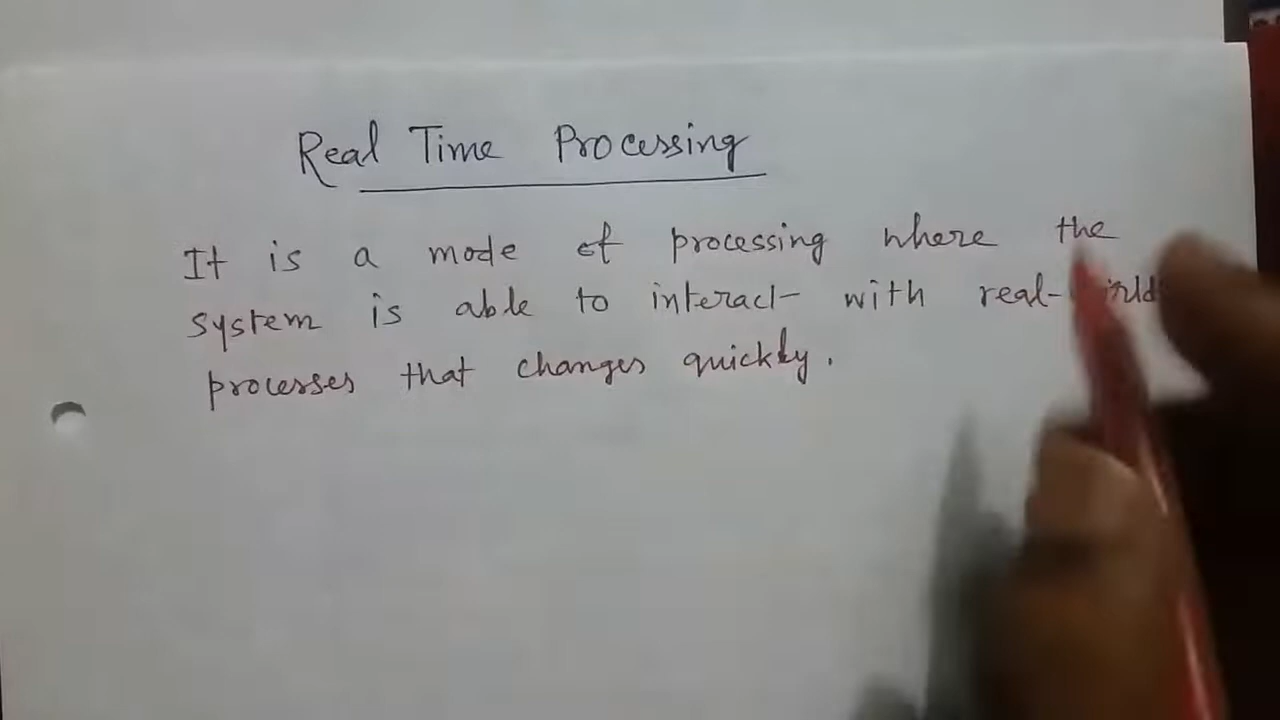 Real Time Processing
It is a mode of processing where the
system is able to interact with real-
processes that changes quickly.